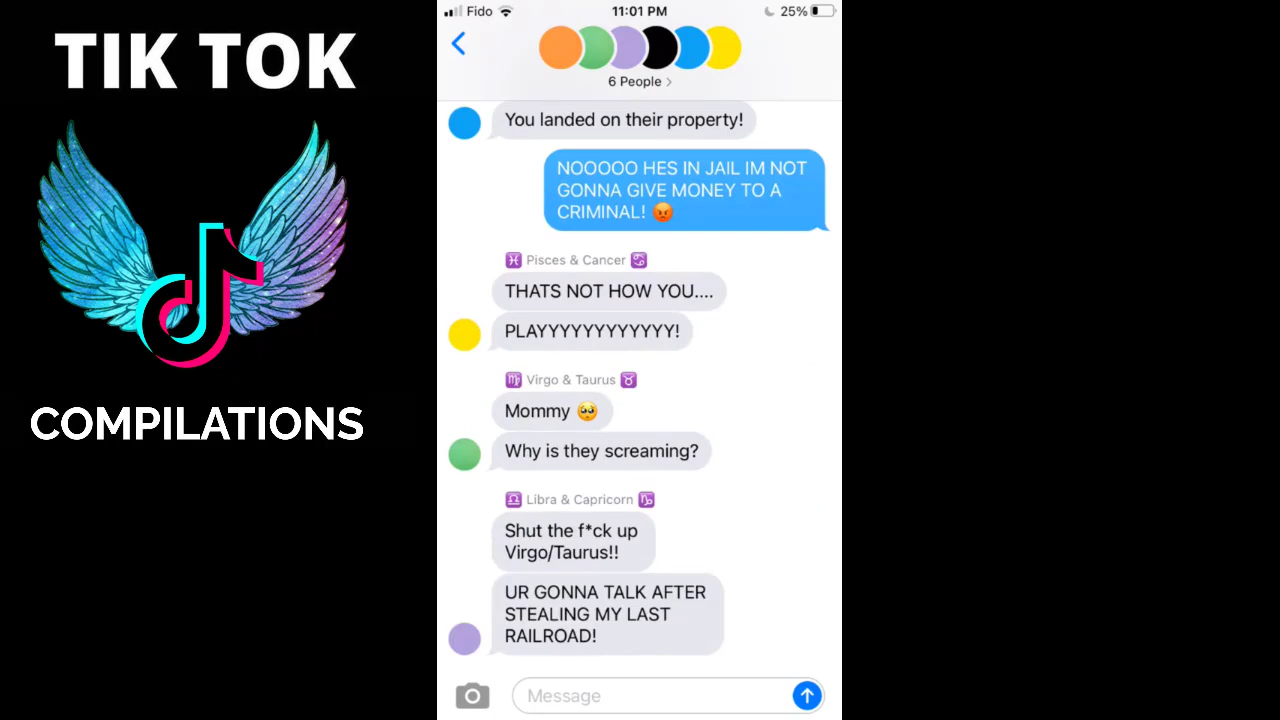 TIK TOK
COMPILATIONS
Fido
11:01 PM
25%
6 People >
You landed on their property!
NOOOOO HES IN JAIL IM NOT
GONNA GIVE MONEY TO A
CRIMINAL! 😡
♓ Pisces & Cancer ♋
THATS NOT HOW YOU....
PLAYYYYYYYYYYYY!
♍ Virgo & Taurus ♉
Mommy 🥺
Why is they screaming?
♎ Libra & Capricorn ♑
Shut the f*ck up
Virgo/Taurus!!
UR GONNA TALK AFTER
STEALING MY LAST
RAILROAD!
Message